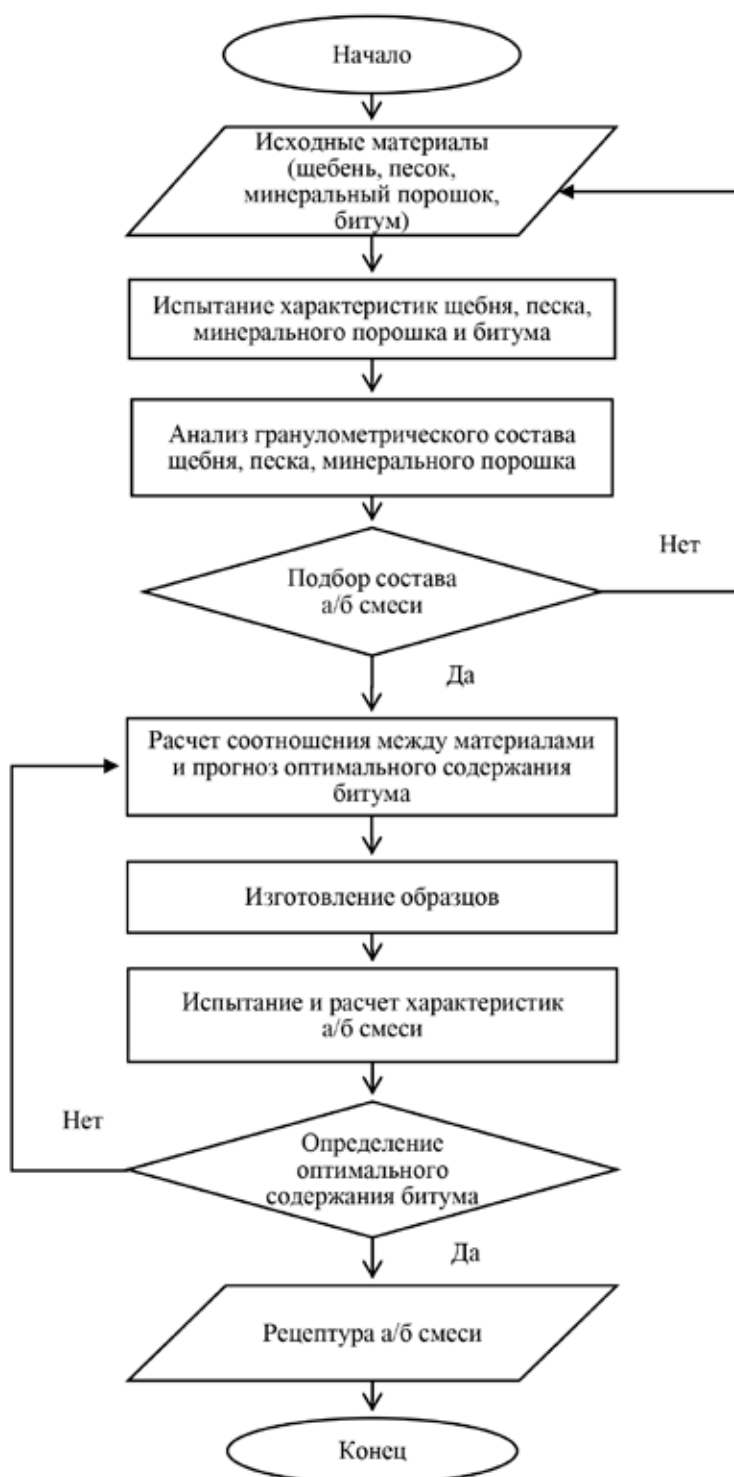 Начало
Исходные материалы
(щебень, песок,
минеральный порошок,
битум)
Испытание характеристик щебня, песка,
минерального порошка и битума
Анализ гранулометрического состава
щебня, песка, минерального порошка
Нет
Подбор состава
а/б смеси
Да
Расчет соотношения между материалами
и прогноз оптимального содержания
битума
Изготовление образцов
Испытание и расчет характеристик
а/б смеси
Нет
Определение
оптимального
содержания битума
Да
Рецептура а/б смеси
Конец